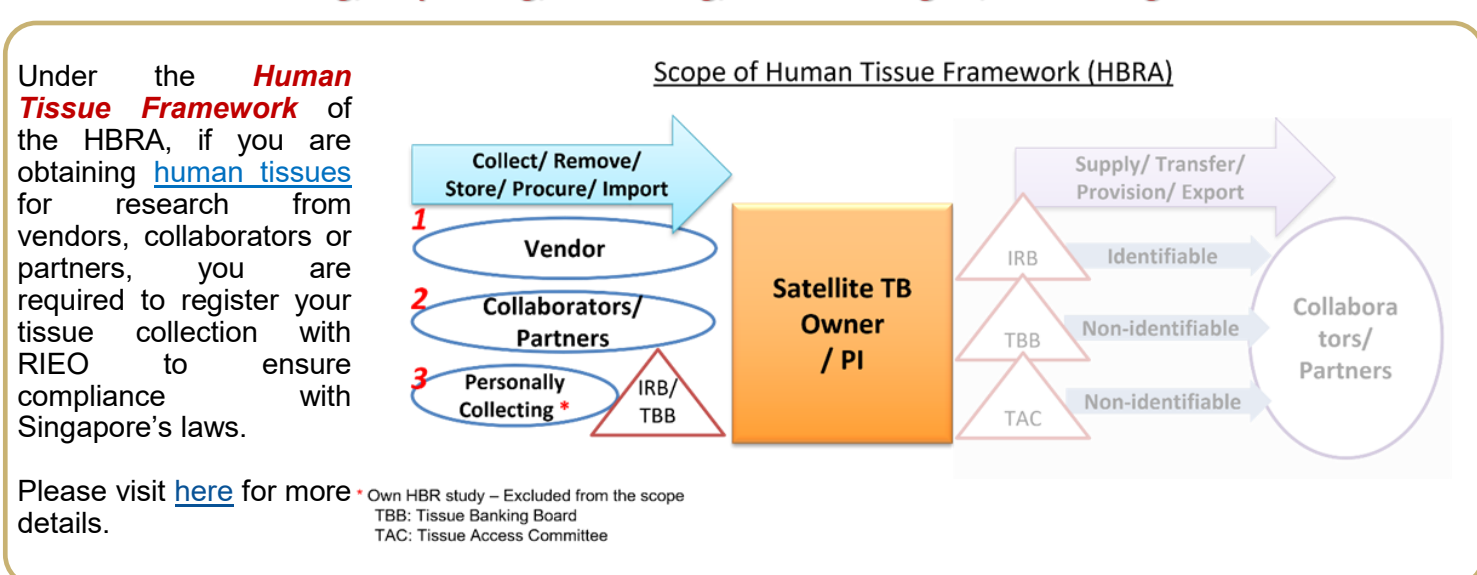 Under the Human
Tissue Framework of
the HBRA, if you are
obtaining human tissues
for research from
vendors, collaborators or
partners, you are
required to register your
tissue collection with
RIEO to ensure
compliance with
Singapore's laws.
Please visit here for more
details.
Scope of Human Tissue Framework (HBRA)
Collect/ Remove/
Store/ Procure/ Import
1
Vendor
2
Collaborators/
Partners
3
Personally
Collecting *
IRB/
TBB
Satellite TB
Owner
/ PI
Supply/ Transfer/
Provision/ Export
IRB
Identifiable
TBB
Non-identifiable
TAC
Non-identifiable
Collabora
tors/
Partners
* Own HBR study – Excluded from the scope
TBB: Tissue Banking Board
TAC: Tissue Access Committee